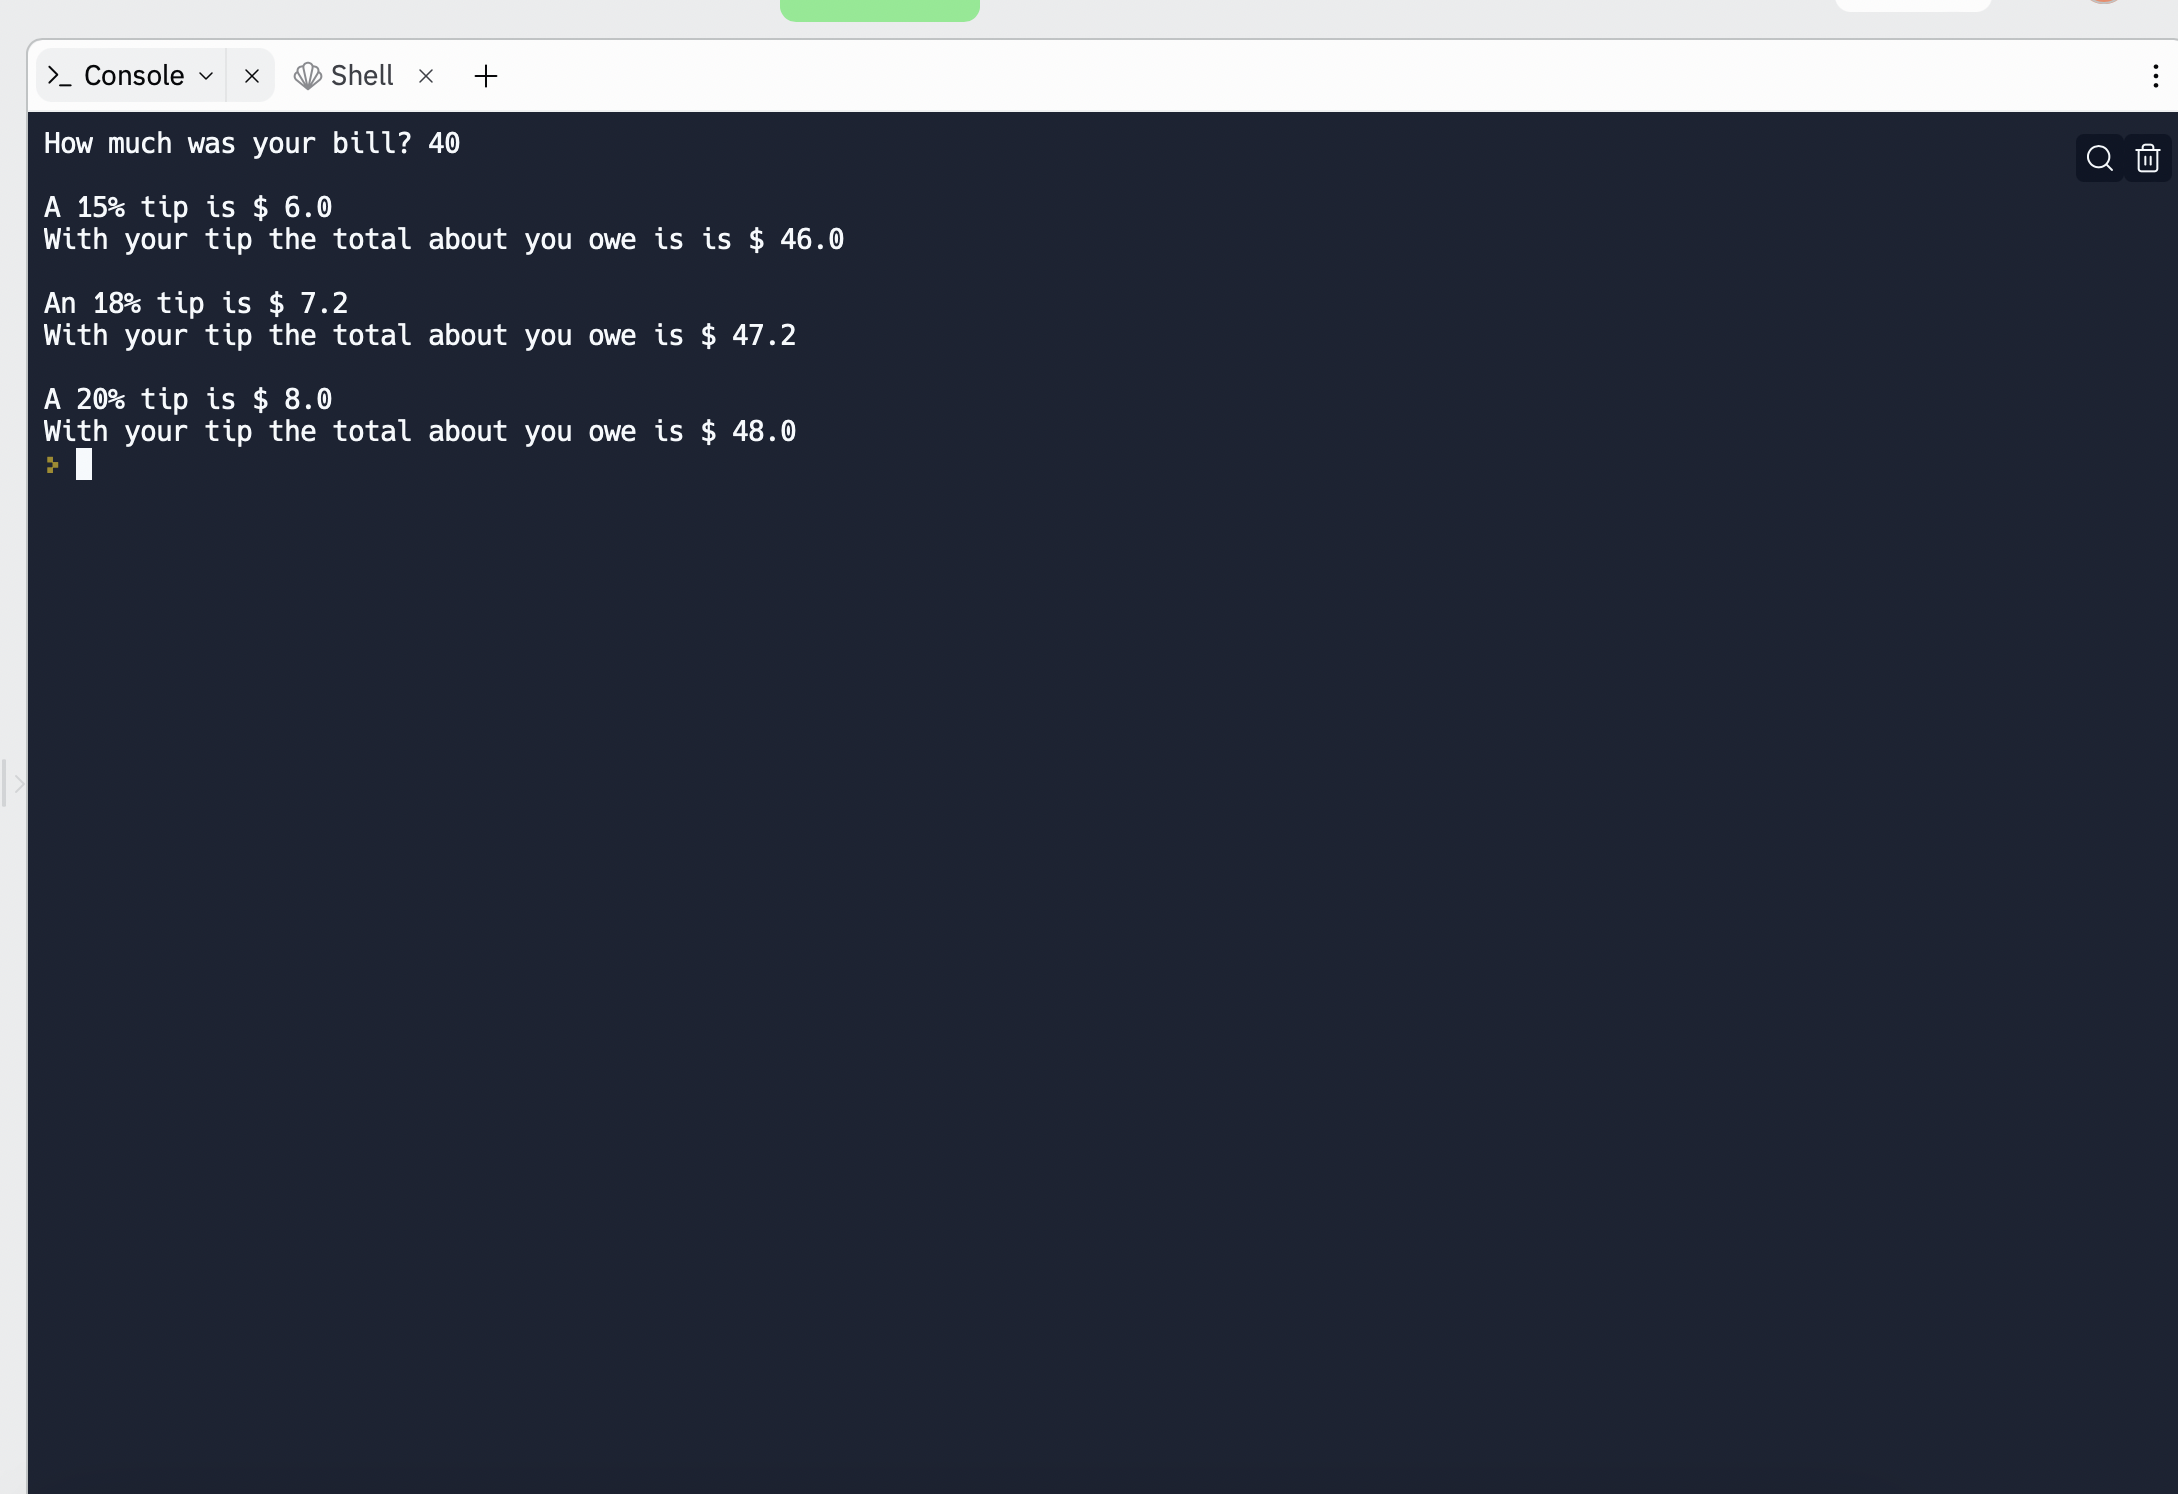 Console
Shell
How much was your bill? 40
A 15% tip is $ 6.0
With your tip the total about you owe is is $ 46.0
An 18% tip is $ 7.2
With your tip the total about you owe is $ 47.2
A 20% tip is $ 8.0
With your tip the total about you owe is $ 48.0